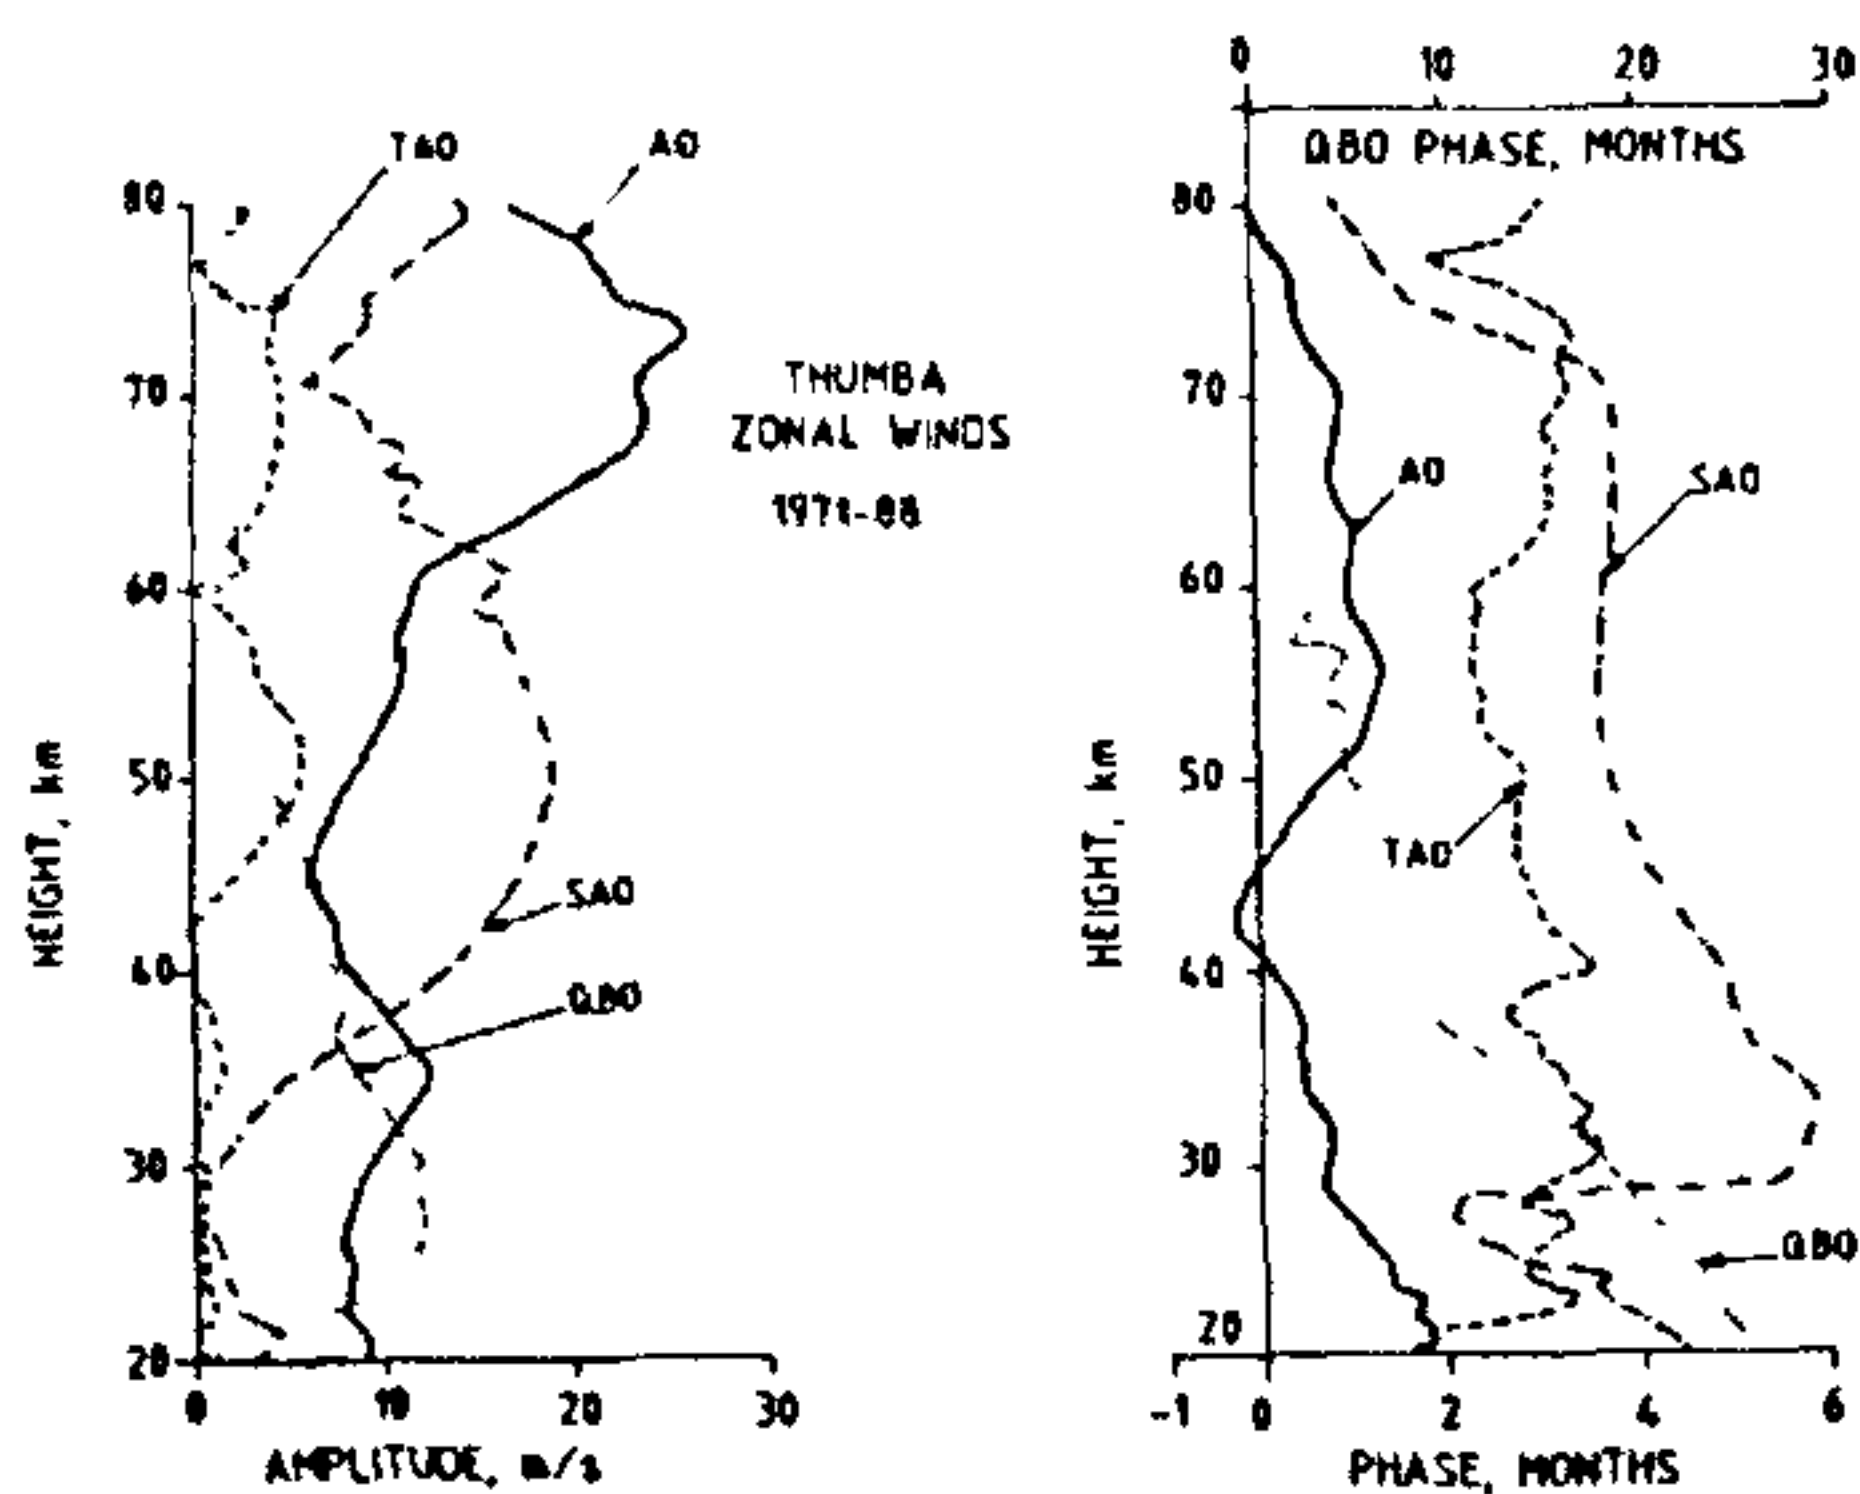 TAO
AO
80
70
60
50
40
30
20
HEIGHT, km
THUMBA
ZONAL WINDS
SAO
QBO
0 10 20 30
AMPLITUDE, m/s
0 10 20 30
QBO PHASE, MONTHS
80
70
60
50
40
30
20
HEIGHT, km
AO
SAO
TAO
QBO
-1 0 2 4 6
PHASE, MONTHS